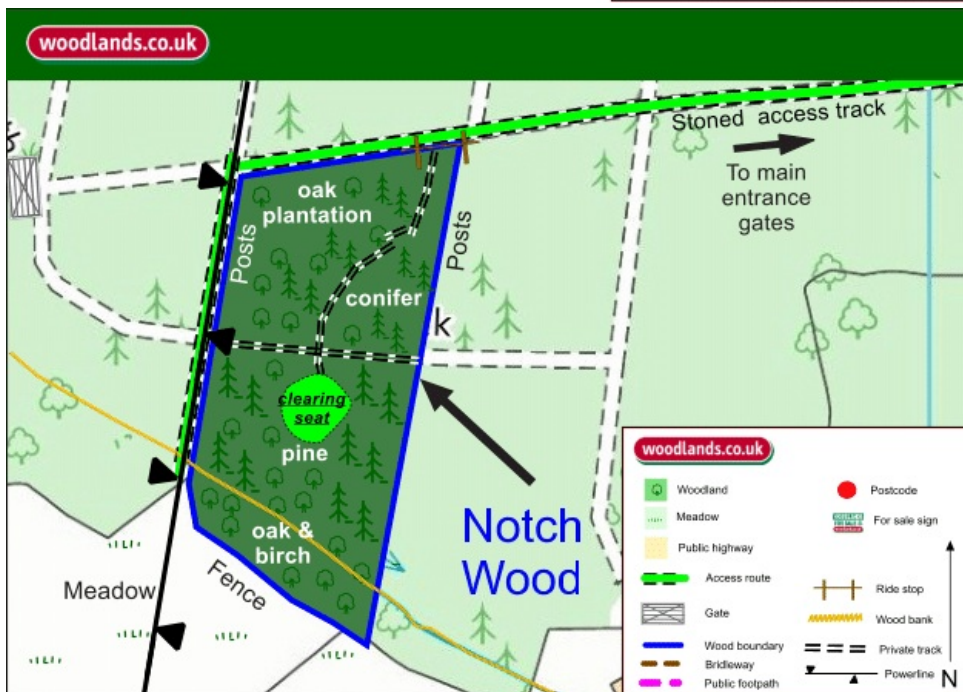 woodlands.co.uk
Stoned access track
To main
entrance
gates
k
oak
plantation
Posts
Posts
conifer
k
clearing
seat
pine
oak &
birch
Notch
Wood
Meadow
Fence
woodlands.co.uk
Woodland
Meadow
Public highway
Access route
Gate
Wood boundary
Bridleway
Public footpath
Postcode
For sale sign
Ride stop
Wood bank
Private track
Powerline
N